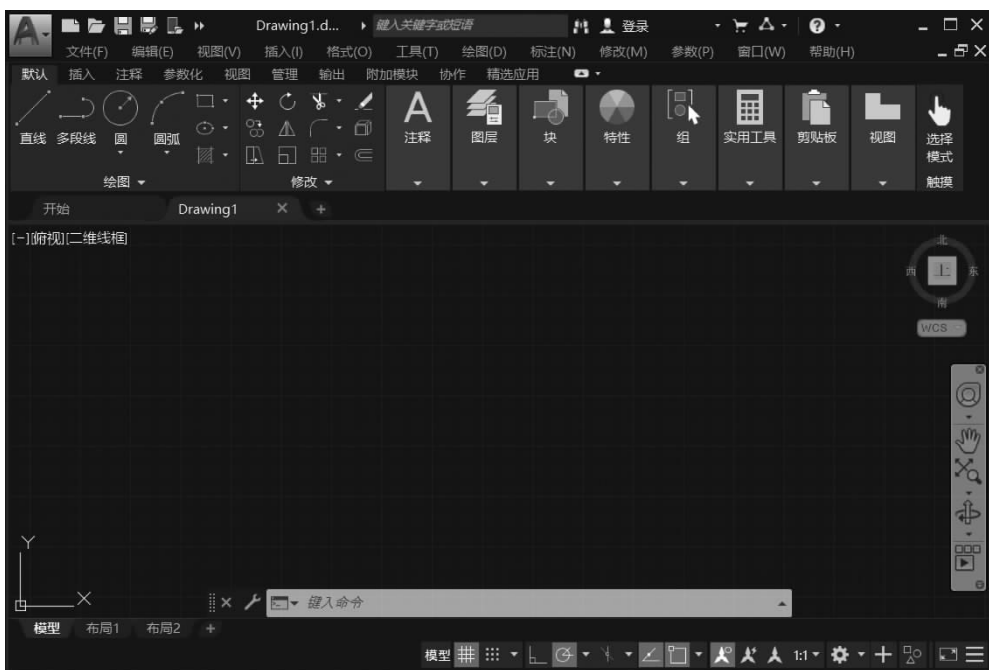 Drawing1.d... 键入关键字或短语 登录
文件(F) 编辑(E) 视图(V) 插入(I) 格式(O) 工具(T) 绘图(D) 标注(N) 修改(M) 参数(P) 窗口(W) 帮助(H)
默认 插入 注释 参数化 视图 管理 输出 附加模块 协作 精选应用
直线 多段线 圆 圆弧 注释 图层 块 特性 组 实用工具 剪贴板 视图 选择
模式
绘图 修改 触摸
开始 Drawing1
[-][俯视][二维线框]
北
西 上 东
南
WCS
Y
X
键入命令
模型 布局1 布局2
模型 1:1